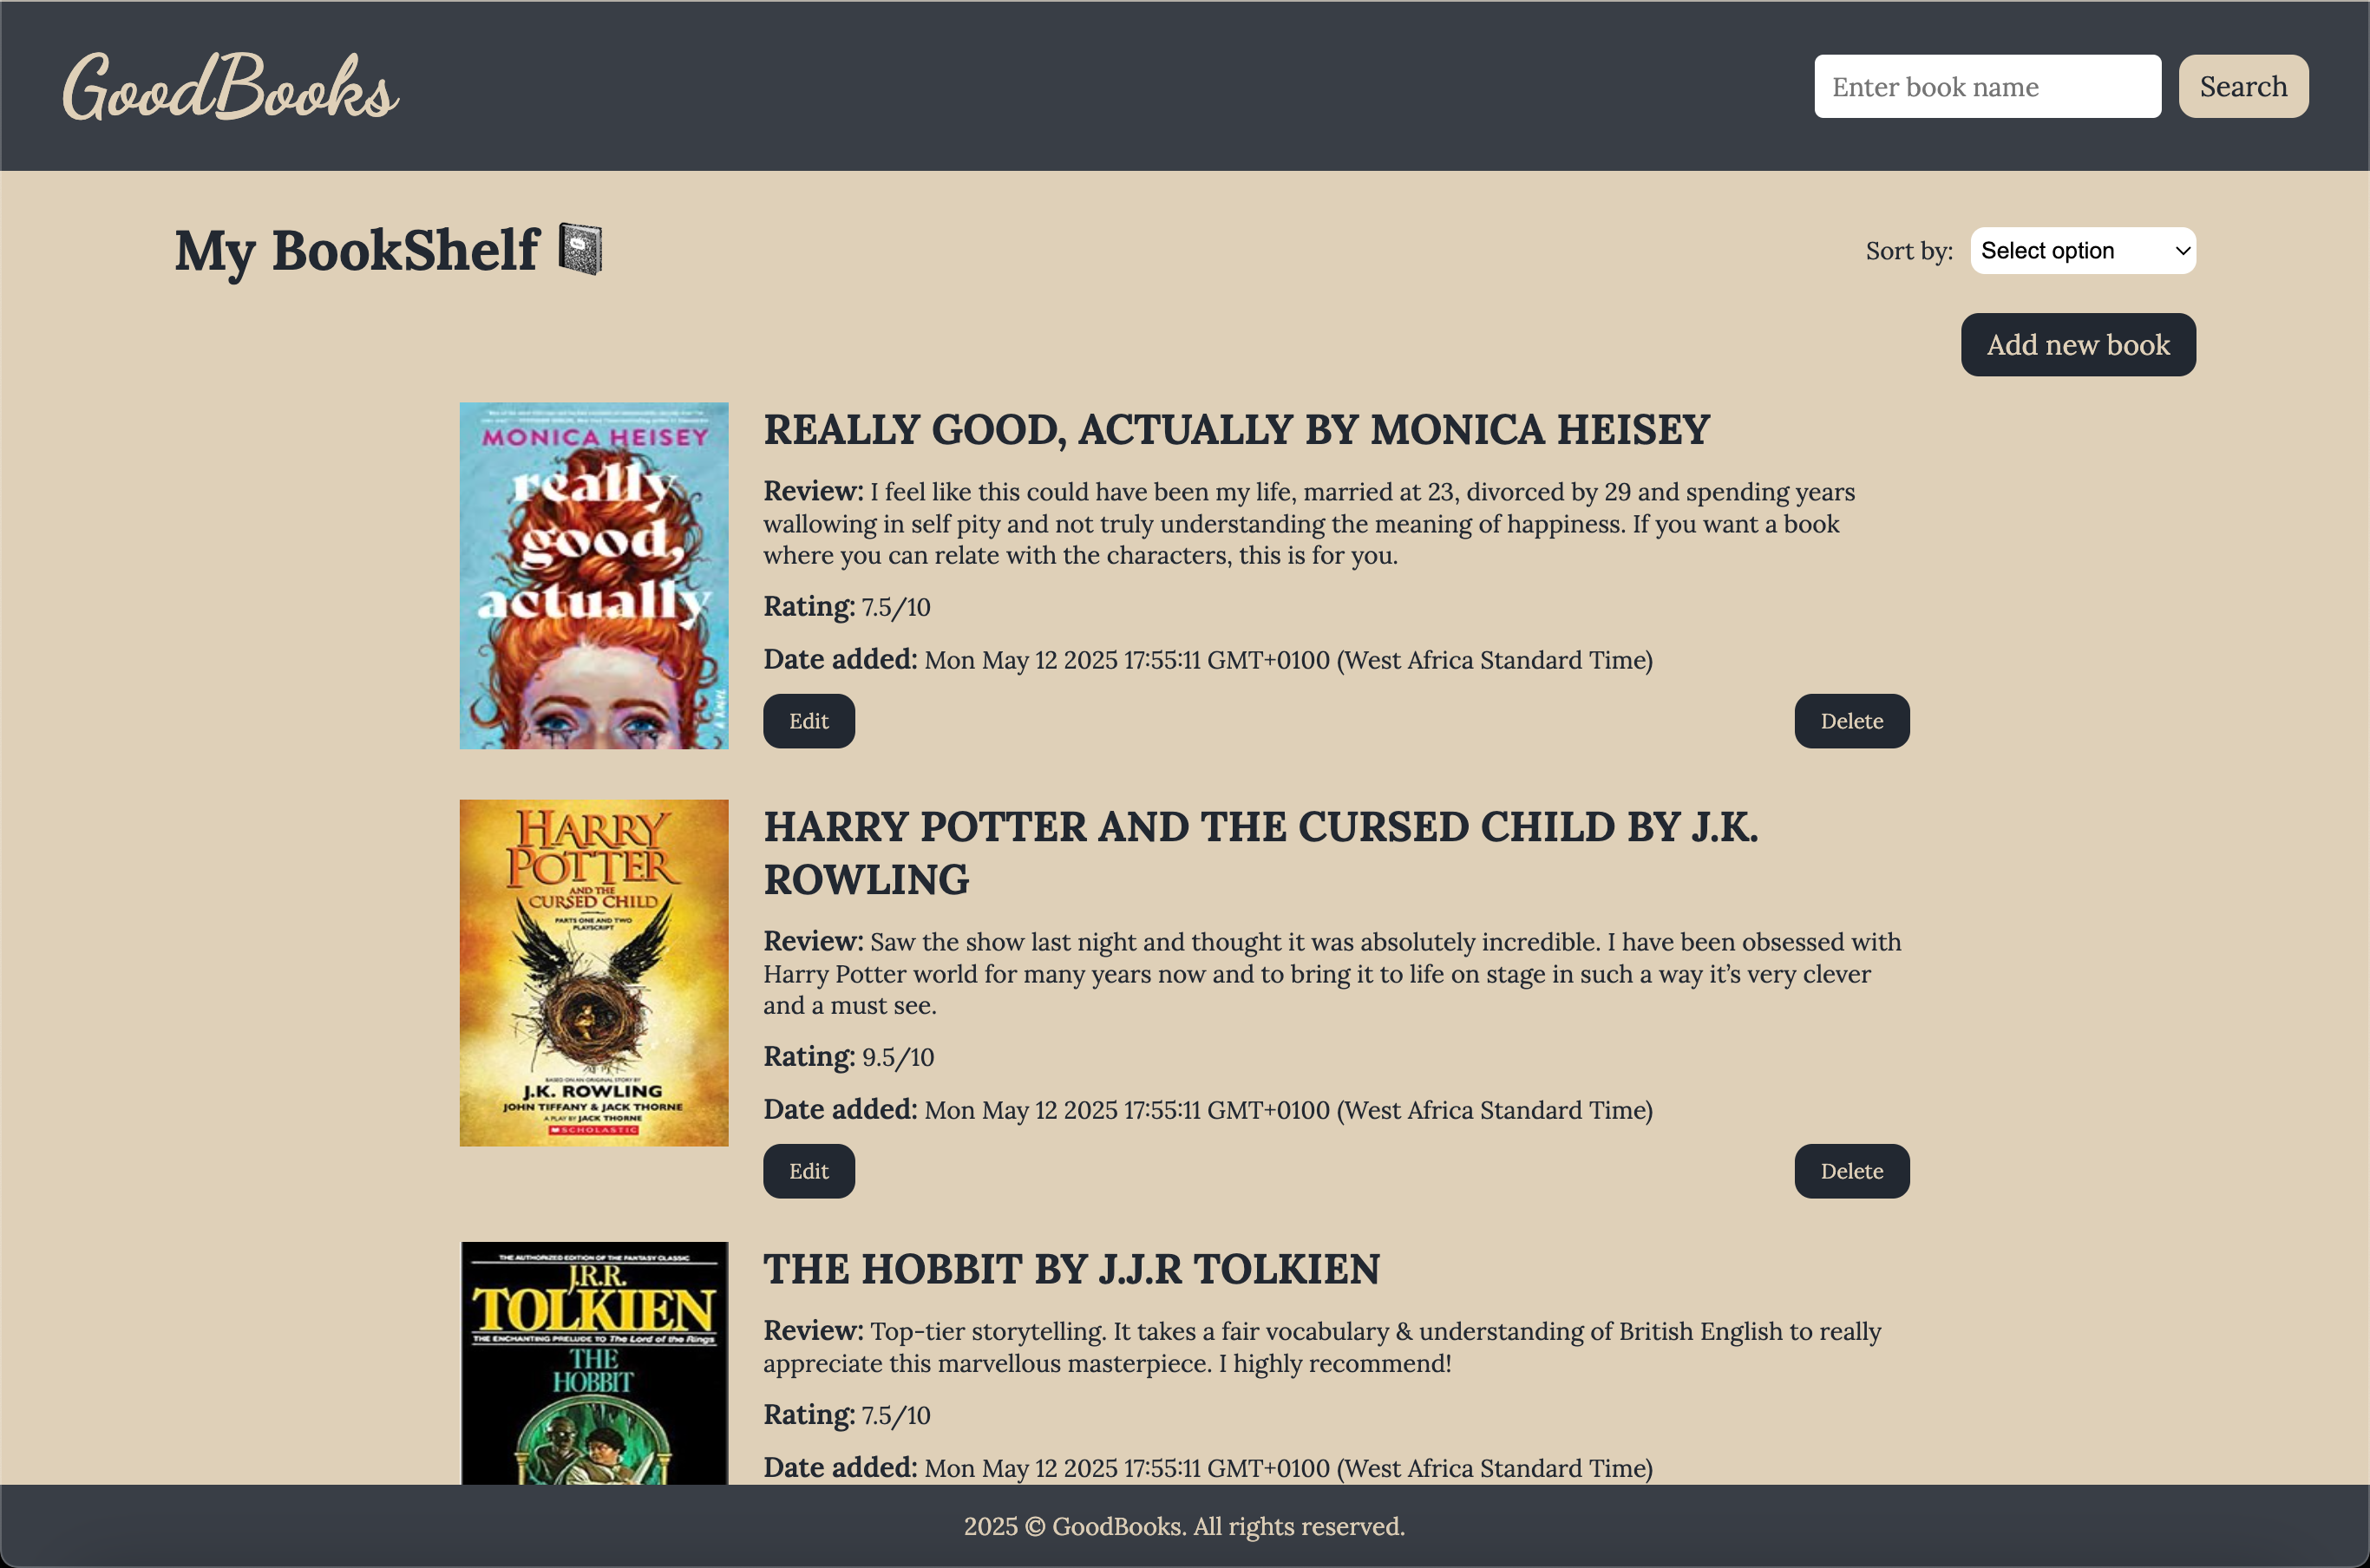 GoodBooks
Enter book name
Search
My BookShelf
Sort by:
Select option
Add new book
MONICA HEISEY
really
good,
actually
A NOVEL
REALLY GOOD, ACTUALLY BY MONICA HEISEY
Review: I feel like this could have been my life, married at 23, divorced by 29 and spending years
wallowing in self pity and not truly understanding the meaning of happiness. If you want a book
where you can relate with the characters, this is for you.
Rating: 7.5/10
Date added: Mon May 12 2025 17:55:11 GMT+0100 (West Africa Standard Time)
Edit
Delete
HARRY
POTTER
AND THE
CURSED CHILD
PARTS ONE AND TWO
PLAYSCRIPT
BASED ON AN ORIGINAL STORY BY
J.K. ROWLING
JOHN TIFFANY & JACK THORNE
A PLAY BY JACK THORNE
SCHOLASTIC
HARRY POTTER AND THE CURSED CHILD BY J.K.
ROWLING
Review: Saw the show last night and thought it was absolutely incredible. I have been obsessed with
Harry Potter world for many years now and to bring it to life on stage in such a way it’s very clever
and a must see.
Rating: 9.5/10
Date added: Mon May 12 2025 17:55:11 GMT+0100 (West Africa Standard Time)
Edit
Delete
THE AUTHORIZED EDITION OF THE FANTASY CLASSIC
J.R.R.
TOLKIEN
THE ENCHANTING PRELUDE TO The Lord of the Rings
THE
HOBBIT
THE HOBBIT BY J.J.R TOLKIEN
Review: Top-tier storytelling. It takes a fair vocabulary & understanding of British English to really
appreciate this marvellous masterpiece. I highly recommend!
Rating: 7.5/10
Date added: Mon May 12 2025 17:55:11 GMT+0100 (West Africa Standard Time)
2025 © GoodBooks. All rights reserved.